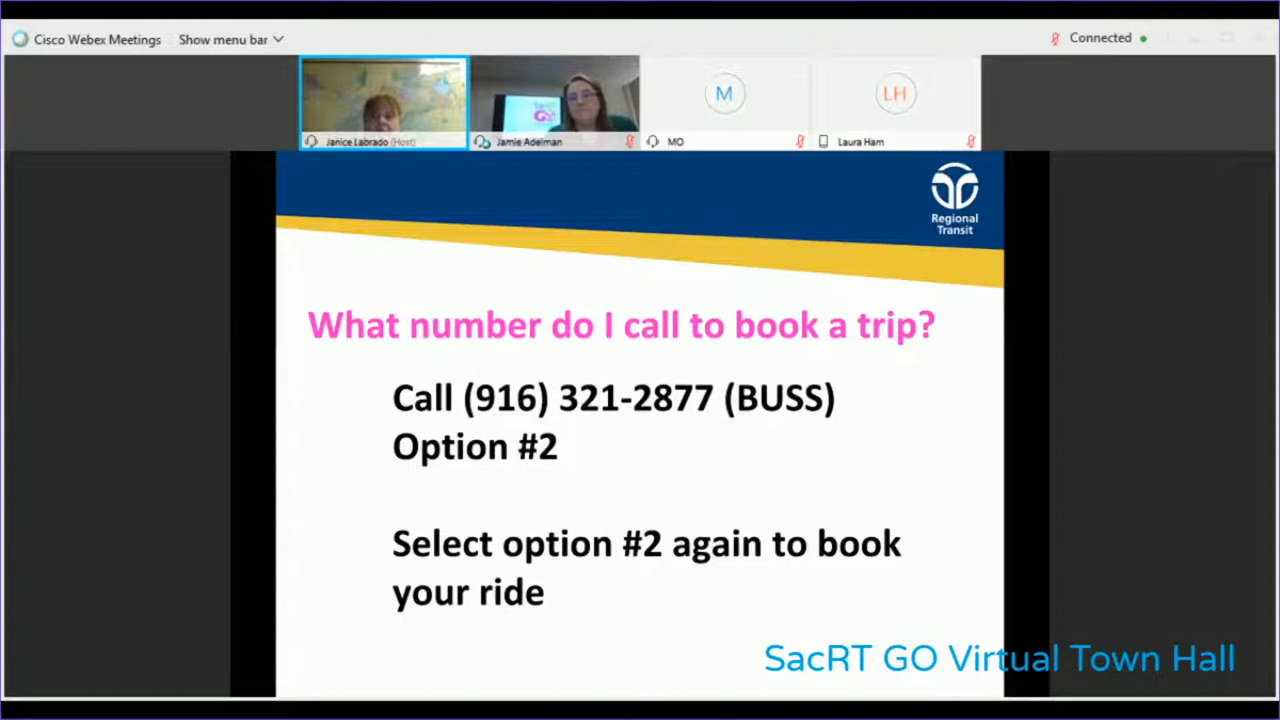 Cisco Webex Meetings Show menu bar Connected
M LH
Janice Labrado (Host) Jamie Adelman MO Laura Ham
Regional
Transit
What number do I call to book a trip?
Call (916) 321-2877 (BUSS)
Option #2
Select option #2 again to book
your ride
SacRT GO Virtual Town Hall